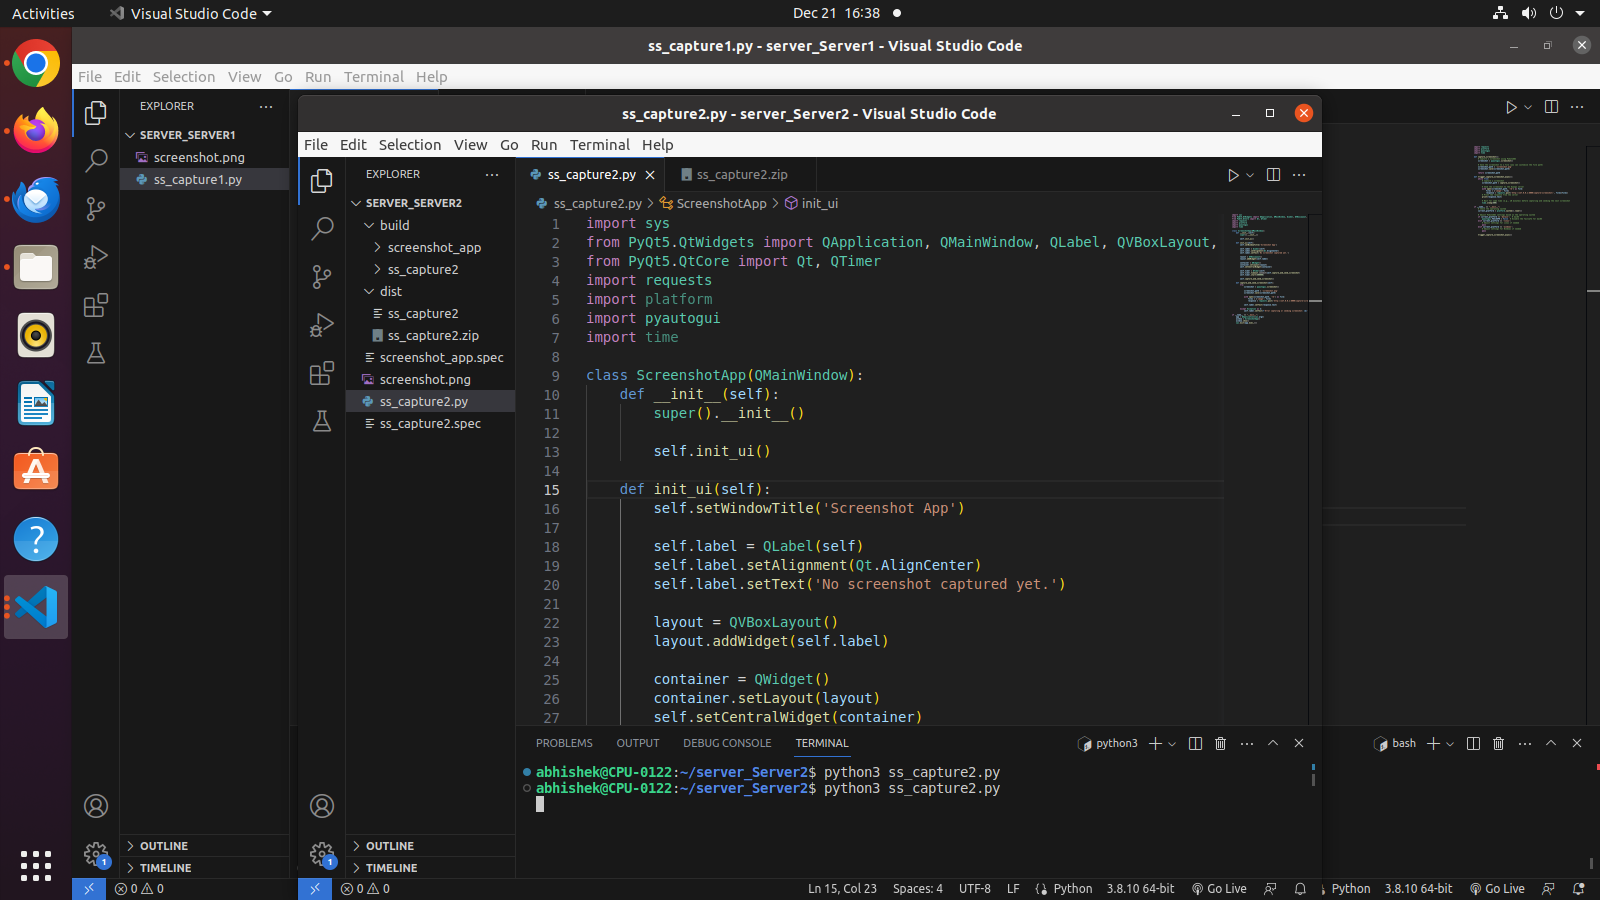 Activities
Visual Studio Code
Dec 21 16:38
ss_capture1.py - server_Server1 - Visual Studio Code
File Edit Selection View Go Run Terminal Help
EXPLORER
SERVER_SERVER1
screenshot.png
ss_capture1.py
OUTLINE
TIMELINE
1
0 0
ss_capture2.py - server_Server2 - Visual Studio Code
File Edit Selection View Go Run Terminal Help
EXPLORER
SERVER_SERVER2
build
screenshot_app
ss_capture2
dist
ss_capture2
ss_capture2.zip
screenshot_app.spec
screenshot.png
ss_capture2.py
ss_capture2.spec
OUTLINE
TIMELINE
1
ss_capture2.py
ss_capture2.zip
ss_capture2.py > ScreenshotApp > init_ui
1 import sys
2 from PyQt5.QtWidgets import QApplication, QMainWindow, QLabel, QVBoxLayout,
3 from PyQt5.QtCore import Qt, QTimer
4 import requests
5 import platform
6 import pyautogui
7 import time
8
9 class ScreenshotApp(QMainWindow):
10 def __init__(self):
11 super().__init__()
12
13 self.init_ui()
14
15 def init_ui(self):
16 self.setWindowTitle('Screenshot App')
17
18 self.label = QLabel(self)
19 self.label.setAlignment(Qt.AlignCenter)
20 self.label.setText('No screenshot captured yet.')
21
22 layout = QVBoxLayout()
23 layout.addWidget(self.label)
24
25 container = QWidget()
26 container.setLayout(layout)
27 self.setCentralWidget(container)
PROBLEMS OUTPUT DEBUG CONSOLE TERMINAL
python3
abhishek@CPU-0122:~/server_Server2$ python3 ss_capture2.py
abhishek@CPU-0122:~/server_Server2$ python3 ss_capture2.py
0 0
Ln 15, Col 23 Spaces: 4 UTF-8 LF Python 3.8.10 64-bit Go Live
bash
Python 3.8.10 64-bit Go Live